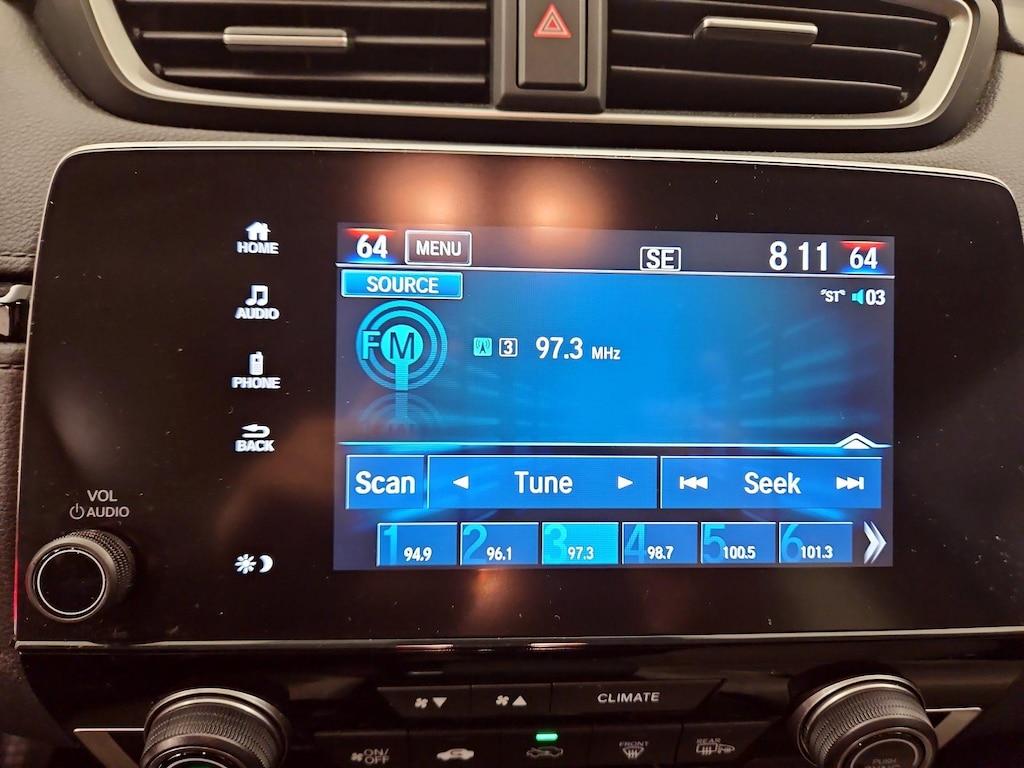 HOME
AUDIO
PHONE
BACK
64 MENU SE 8 11 64
SOURCE
"ST" 03
FM 3 97.3 MHz
Scan Tune Seek
1 94.9 2 96.1 3 97.3 4 98.7 5 100.5 6 101.3
VOL
AUDIO
CLIMATE
ON/OFF
FRONT
REAR
PUSH
SYNC